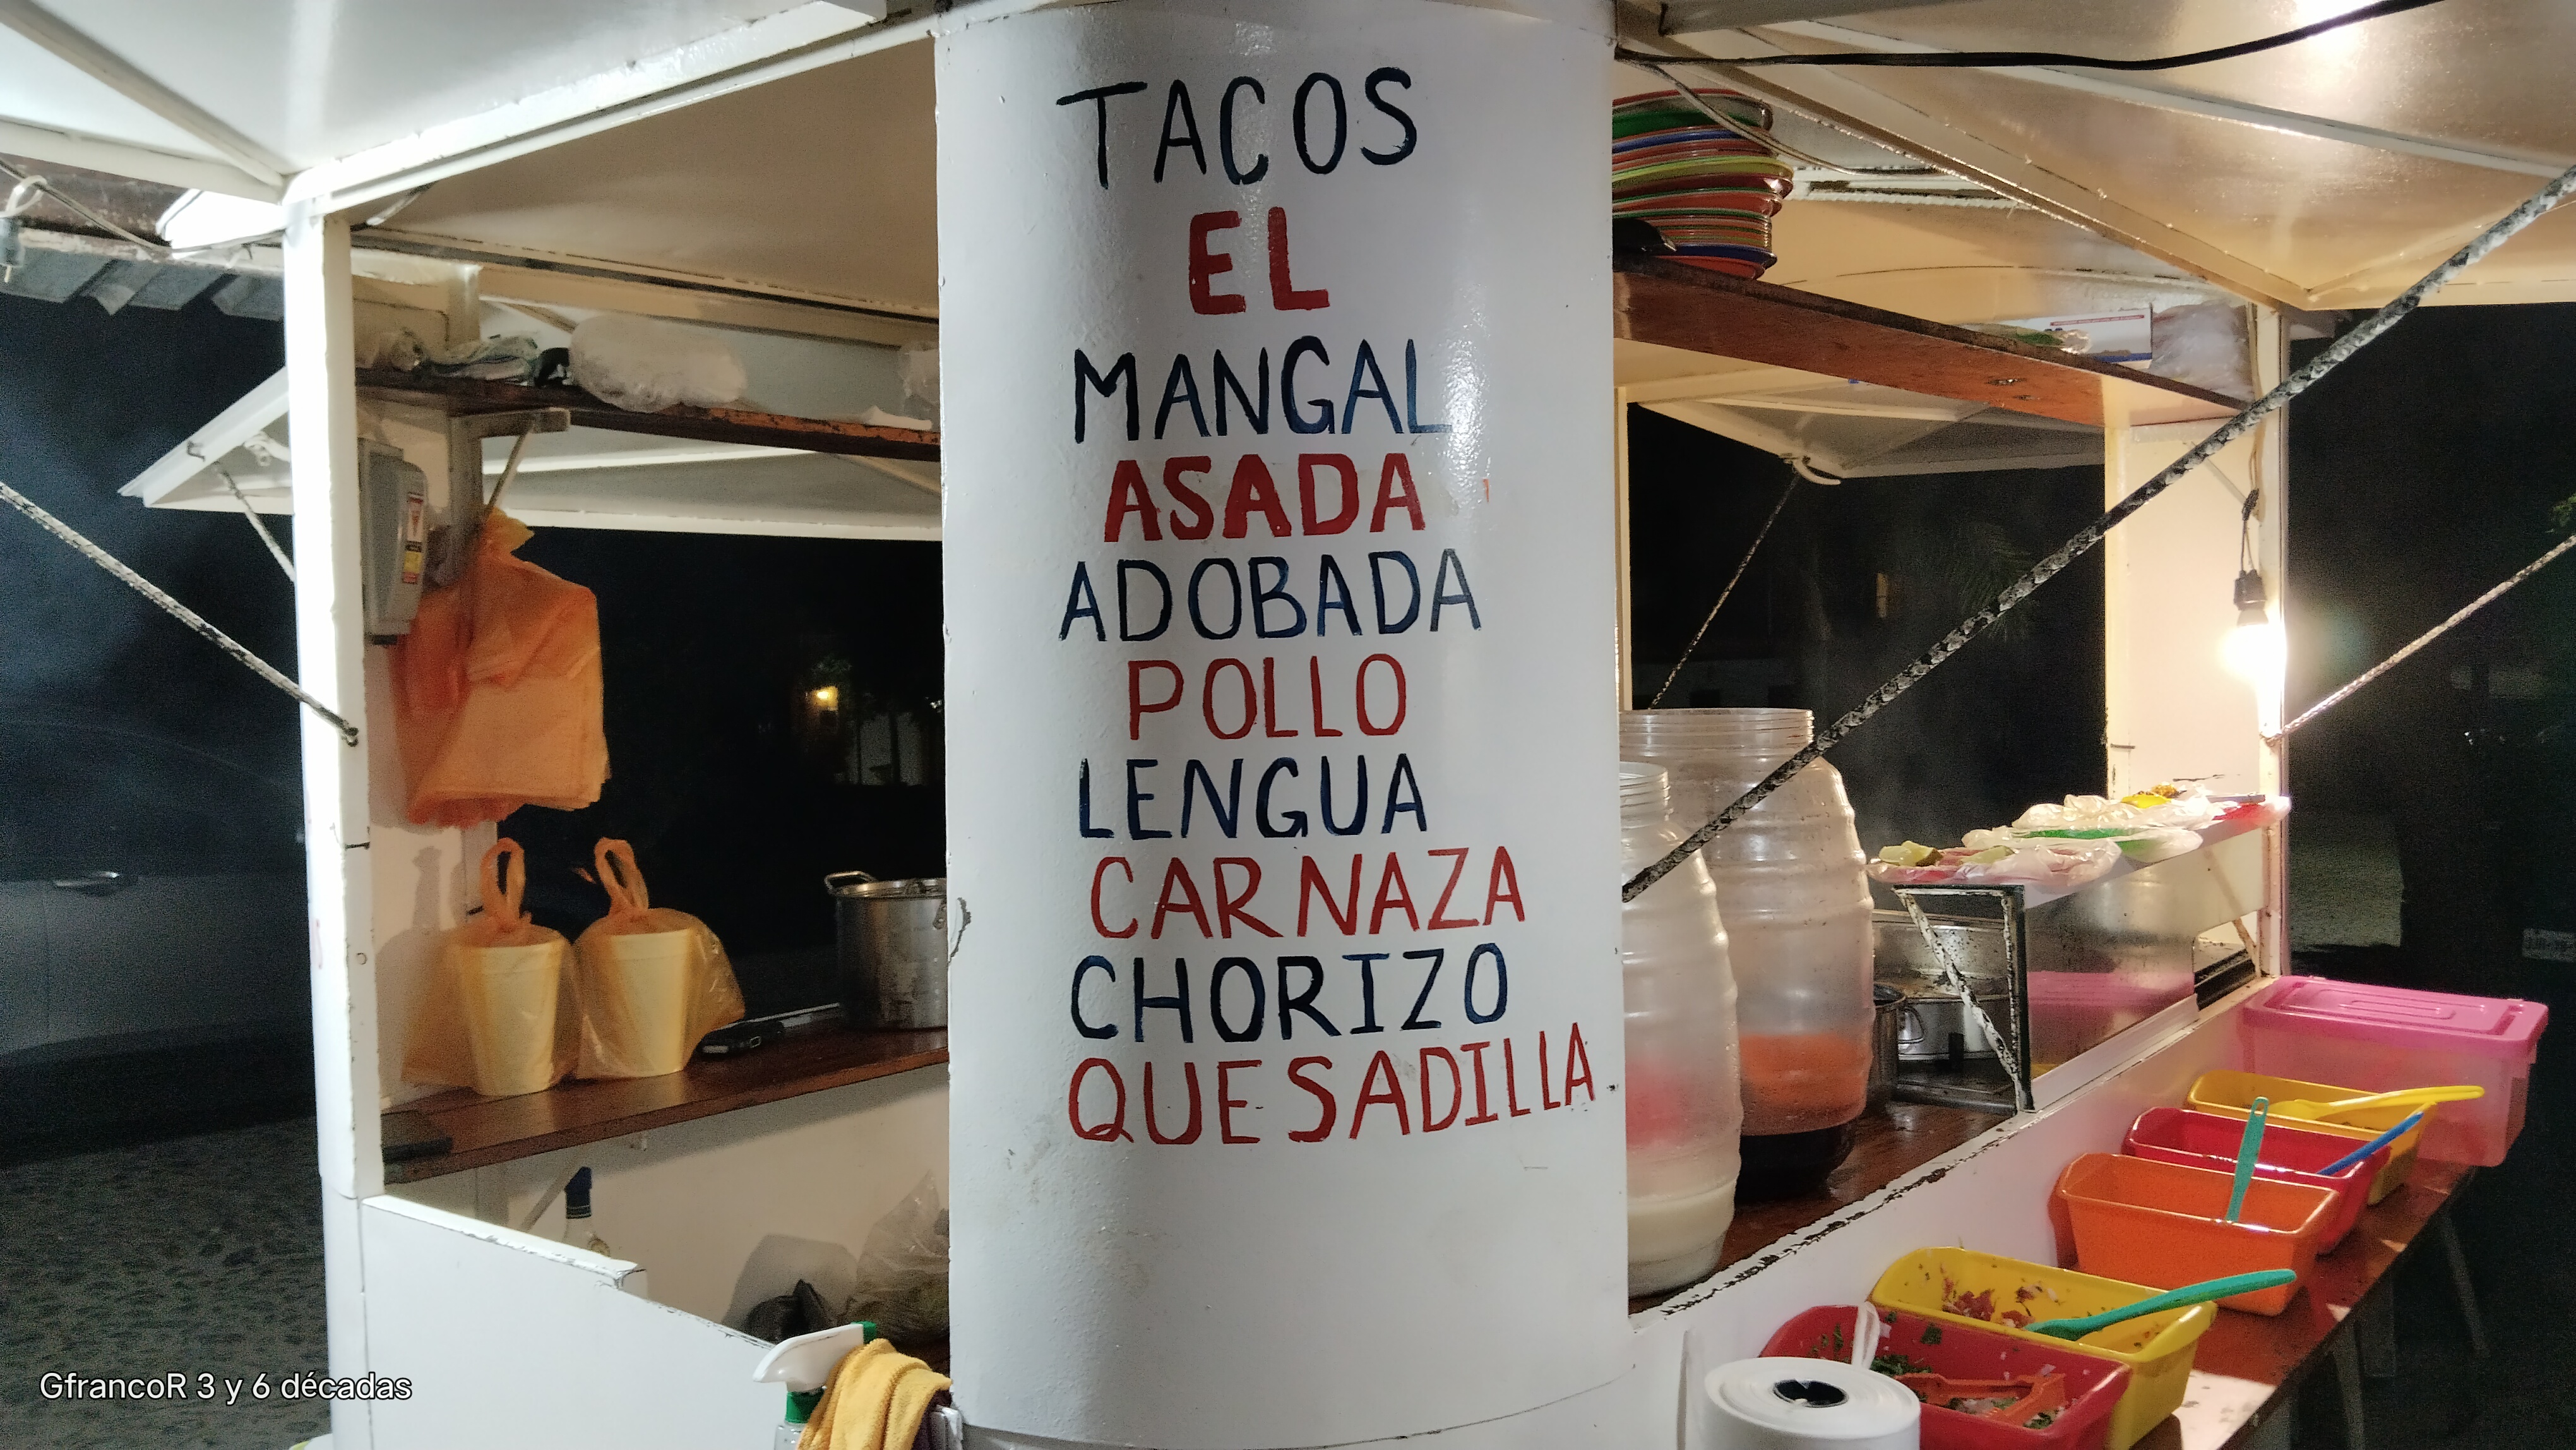 TACOS
EL
MANGAL
ASADA
ADOBADA
POLLO
LENGUA
CARNAZA
CHORIZO
QUESADILLA
GfrancoR 3 y 6 décadas